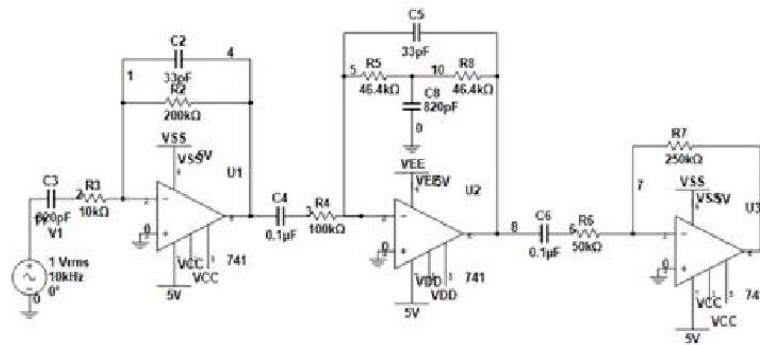 C2
4
1
33pF
R2
200kΩ
VSS
VSS 5V
U1
C3
2
R3
10kΩ
V1
1 Vrms
10kHz
0°
0
0
VCC
VCC
741
5V
C4
0.1µF
R4
100kΩ
C5
33pF
5
R5
46.4kΩ
10
R8
46.4kΩ
C8
820pF
0
VEE
VEE 5V
U2
0
VDD
VDD
741
5V
8
C6
0.1µF
6
R6
50kΩ
R7
250kΩ
7
VSS
VSS 5V
U3
0
VCC
VCC
5V